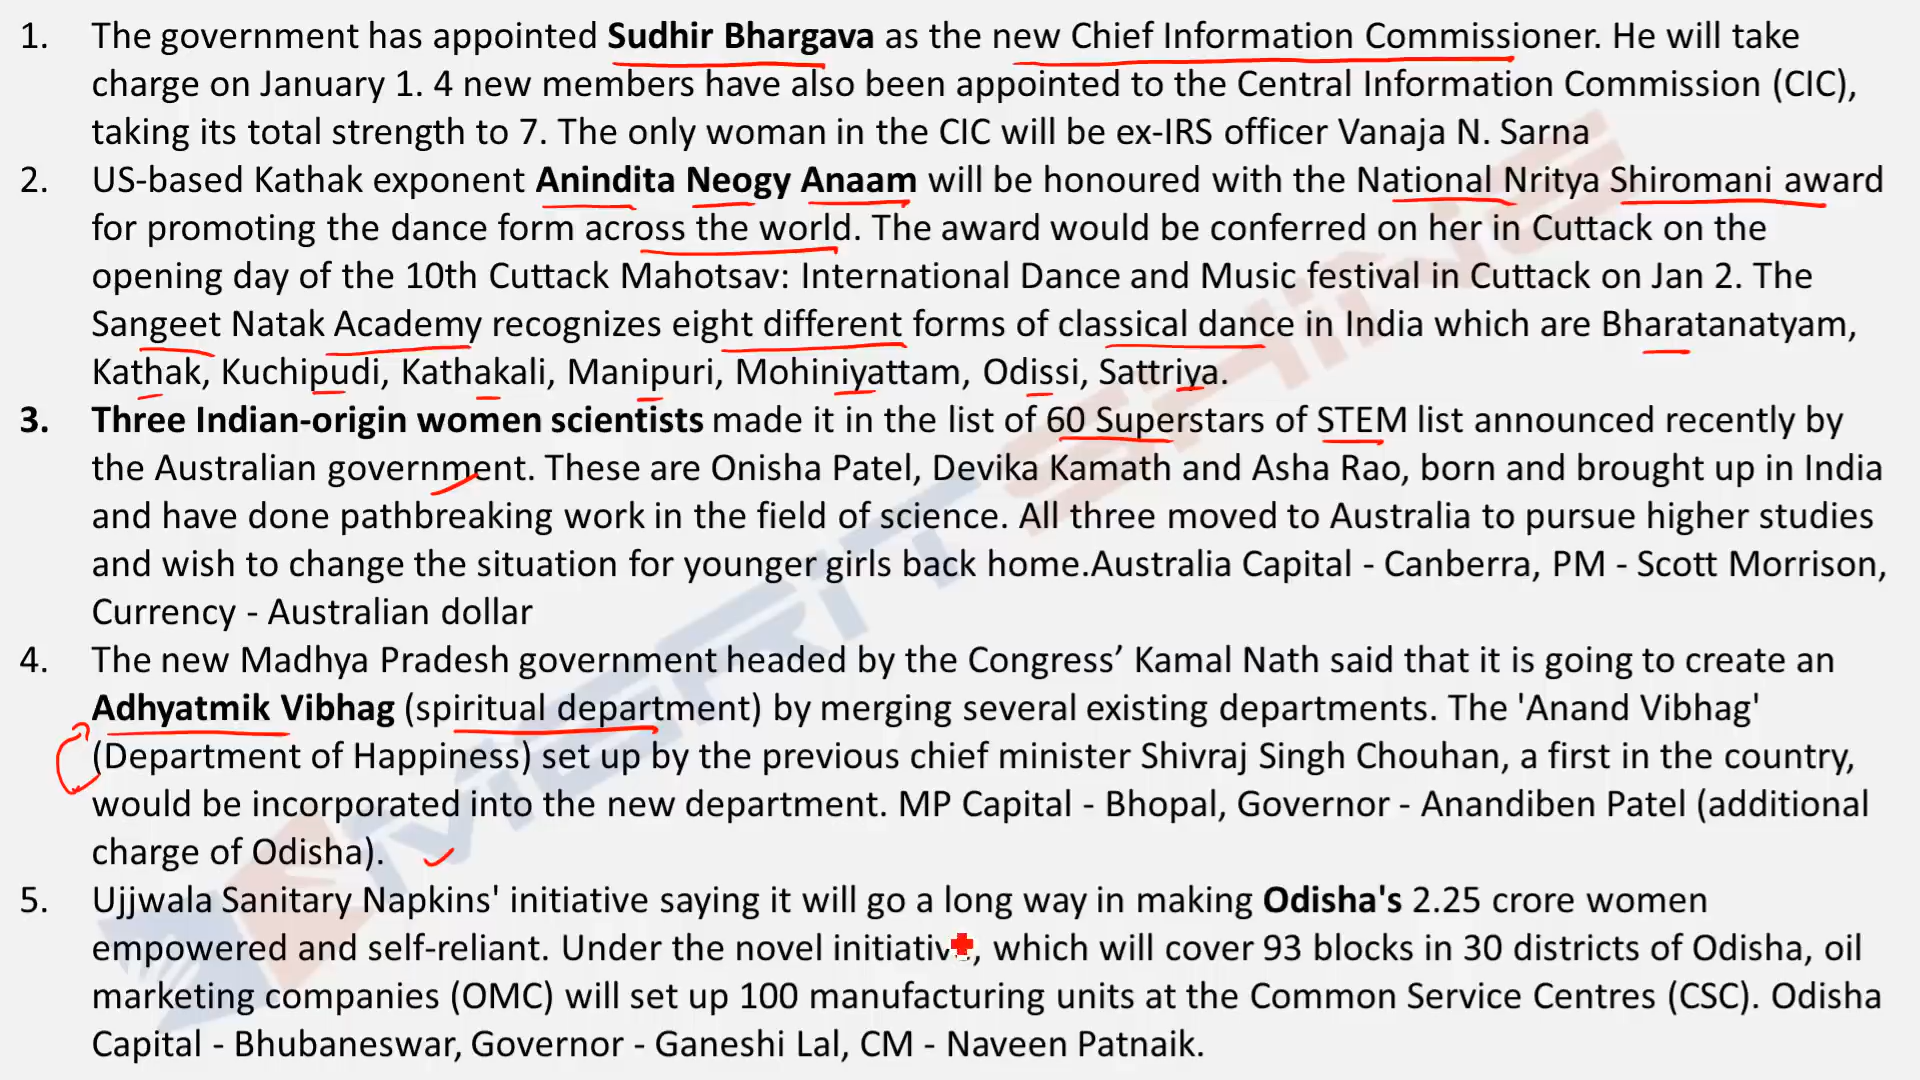 1. The government has appointed Sudhir Bhargava as the new Chief Information Commissioner. He will take
charge on January 1. 4 new members have also been appointed to the Central Information Commission (CIC),
taking its total strength to 7. The only woman in the CIC will be ex-IRS officer Vanaja N. Sarna
2. US-based Kathak exponent Anindita Neogy Anaam will be honoured with the National Nritya Shiromani award
for promoting the dance form across the world. The award would be conferred on her in Cuttack on the
opening day of the 10th Cuttack Mahotsav: International Dance and Music festival in Cuttack on Jan 2. The
Sangeet Natak Academy recognizes eight different forms of classical dance in India which are Bharatanatyam,
Kathak, Kuchipudi, Kathakali, Manipuri, Mohiniyattam, Odissi, Sattriya.
3. Three Indian-origin women scientists made it in the list of 60 Superstars of STEM list announced recently by
the Australian government. These are Onisha Patel, Devika Kamath and Asha Rao, born and brought up in India
and have done pathbreaking work in the field of science. All three moved to Australia to pursue higher studies
and wish to change the situation for younger girls back home.Australia Capital - Canberra, PM - Scott Morrison,
Currency - Australian dollar
4. The new Madhya Pradesh government headed by the Congress’ Kamal Nath said that it is going to create an
Adhyatmik Vibhag (spiritual department) by merging several existing departments. The 'Anand Vibhag'
(Department of Happiness) set up by the previous chief minister Shivraj Singh Chouhan, a first in the country,
would be incorporated into the new department. MP Capital - Bhopal, Governor - Anandiben Patel (additional
charge of Odisha).
5. Ujjwala Sanitary Napkins' initiative saying it will go a long way in making Odisha's 2.25 crore women
empowered and self-reliant. Under the novel initiative, which will cover 93 blocks in 30 districts of Odisha, oil
marketing companies (OMC) will set up 100 manufacturing units at the Common Service Centres (CSC). Odisha
Capital - Bhubaneswar, Governor - Ganeshi Lal, CM - Naveen Patnaik.